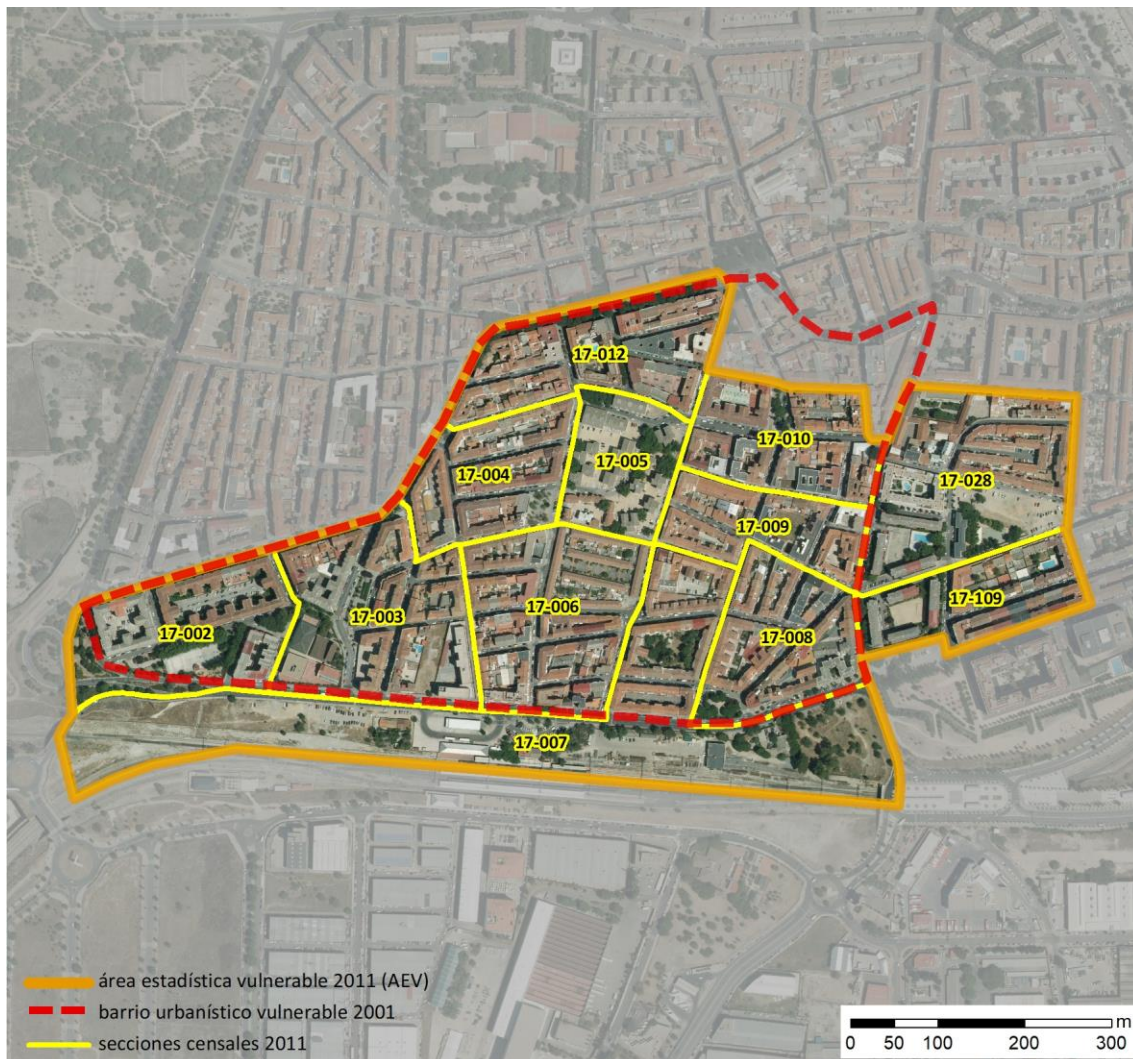 17-012
17-010
17-005
17-004
17-028
17-009
17-109
17-006
17-003
17-002
17-008
17-007
área estadística vulnerable 2011 (AEV)
barrio urbanístico vulnerable 2001
secciones censales 2011
m
0 50 100 200 300